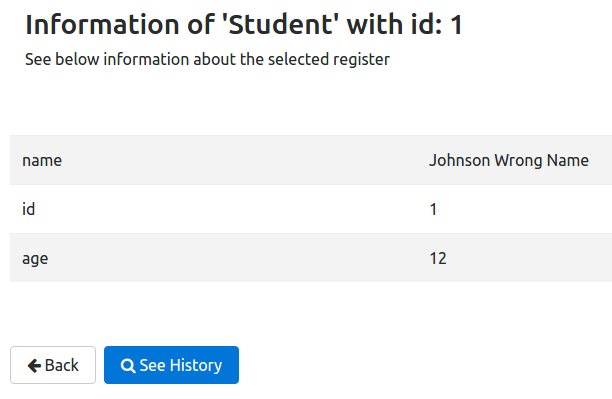 Information of 'Student' with id: 1
See below information about the selected register
name Johnson Wrong Name
id 1
age 12
Back See History